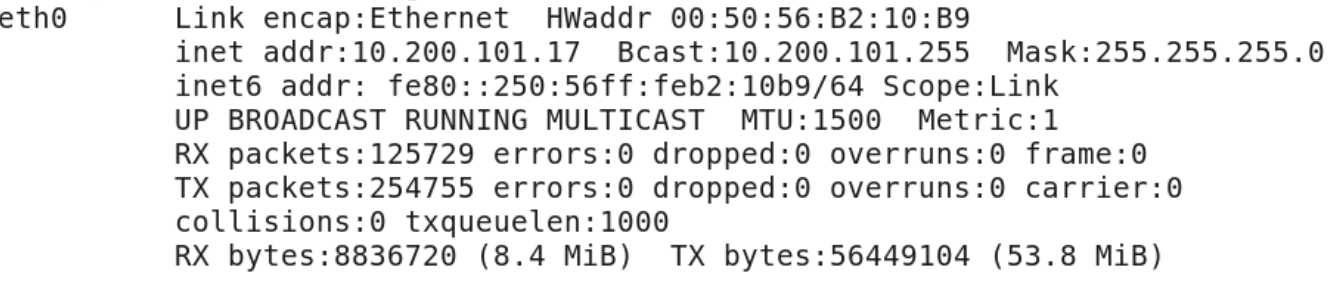 eth0 Link encap:Ethernet HWaddr 00:50:56:B2:10:B9
inet addr:10.200.101.17 Bcast:10.200.101.255 Mask:255.255.255.0
inet6 addr: fe80::250:56ff:feb2:10b9/64 Scope:Link
UP BROADCAST RUNNING MULTICAST MTU:1500 Metric:1
RX packets:125729 errors:0 dropped:0 overruns:0 frame:0
TX packets:254755 errors:0 dropped:0 overruns:0 carrier:0
collisions:0 txqueuelen:1000
RX bytes:8836720 (8.4 MiB) TX bytes:56449104 (53.8 MiB)